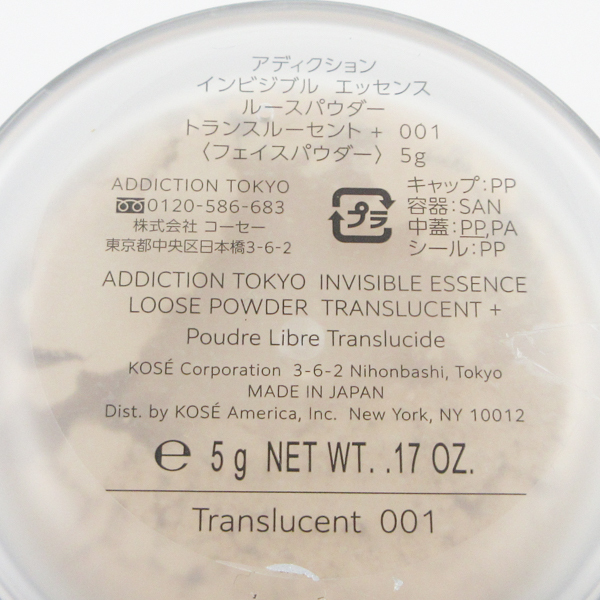 アディクション
インビジブル エッセンス
ルースパウダー
トランスルーセント + 001
〈フェイスパウダー〉 5g
ADDICTION TOKYO
0120-586-683
株式会社 コーセー
東京都中央区日本橋3-6-2
プラ
キャップ:PP
容器:SAN
中蓋:PP,PA
シール:PP
ADDICTION TOKYO INVISIBLE ESSENCE
LOOSE POWDER TRANSLUCENT +
Poudre Libre Translucide
KOSÉ Corporation 3-6-2 Nihonbashi, Tokyo
MADE IN JAPAN
Dist. by KOSÉ America, Inc. New York, NY 10012
℮ 5 g NET WT. .17 OZ.
Translucent 001